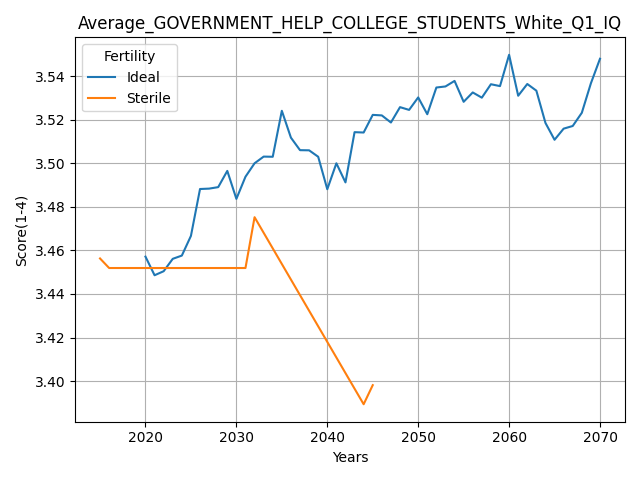 Average_GOVERNMENT_HELP_COLLEGE_STUDENTS_White_Q1_IQ
Fertility
Ideal
Sterile
Score(1-4)
3.54
3.52
3.50
3.48
3.46
3.44
3.42
3.40
2020 2030 2040 2050 2060 2070
Years